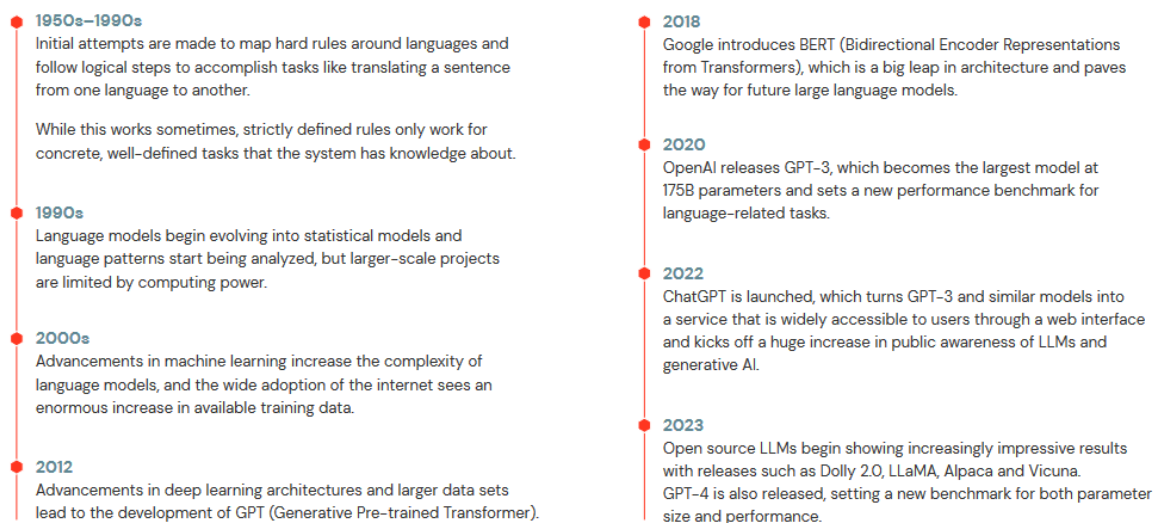 1950s–1990s
Initial attempts are made to map hard rules around languages and
follow logical steps to accomplish tasks like translating a sentence
from one language to another.
While this works sometimes, strictly defined rules only work for
concrete, well-defined tasks that the system has knowledge about.
1990s
Language models begin evolving into statistical models and
language patterns start being analyzed, but larger-scale projects
are limited by computing power.
2000s
Advancements in machine learning increase the complexity of
language models, and the wide adoption of the internet sees an
enormous increase in available training data.
2012
Advancements in deep learning architectures and larger data sets
lead to the development of GPT (Generative Pre-trained Transformer).
2018
Google introduces BERT (Bidirectional Encoder Representations
from Transformers), which is a big leap in architecture and paves
the way for future large language models.
2020
OpenAI releases GPT-3, which becomes the largest model at
175B parameters and sets a new performance benchmark for
language-related tasks.
2022
ChatGPT is launched, which turns GPT-3 and similar models into
a service that is widely accessible to users through a web interface
and kicks off a huge increase in public awareness of LLMs and
generative AI.
2023
Open source LLMs begin showing increasingly impressive results
with releases such as Dolly 2.0, LLaMA, Alpaca and Vicuna.
GPT-4 is also released, setting a new benchmark for both parameter
size and performance.